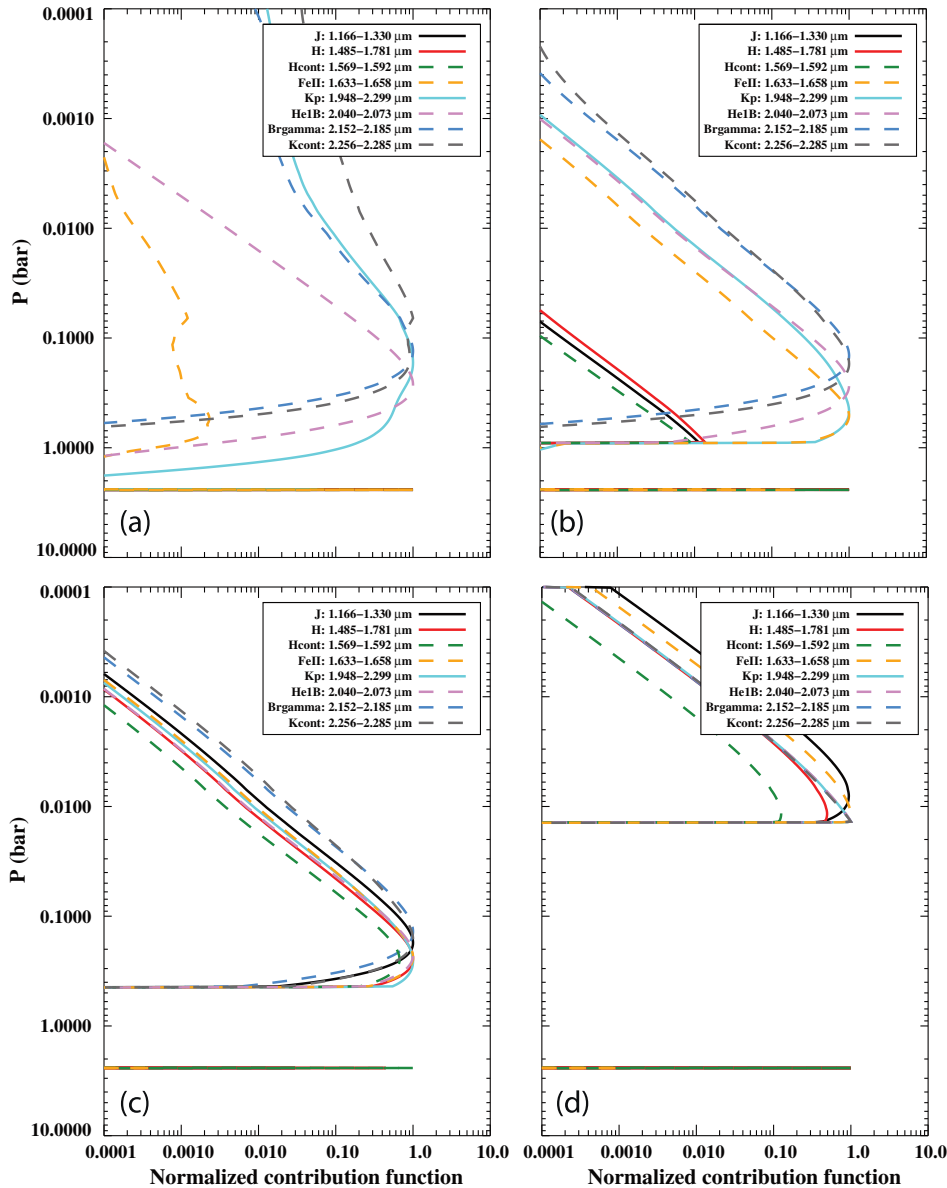 0.0001
0.0010
0.0100
0.1000
1.0000
10.0000
P (bar)
J: 1.166–1.330 μm
H: 1.485–1.781 μm
Hcont: 1.569–1.592 μm
FeII: 1.633–1.658 μm
Kp: 1.948–2.299 μm
He1B: 2.040–2.073 μm
Brgamma: 2.152–2.185 μm
Kcont: 2.256–2.285 μm
(a)
J: 1.166–1.330 μm
H: 1.485–1.781 μm
Hcont: 1.569–1.592 μm
FeII: 1.633–1.658 μm
Kp: 1.948–2.299 μm
He1B: 2.040–2.073 μm
Brgamma: 2.152–2.185 μm
Kcont: 2.256–2.285 μm
(b)
0.0001
0.0010
0.0100
0.1000
1.0000
10.0000
P (bar)
J: 1.166–1.330 μm
H: 1.485–1.781 μm
Hcont: 1.569–1.592 μm
FeII: 1.633–1.658 μm
Kp: 1.948–2.299 μm
He1B: 2.040–2.073 μm
Brgamma: 2.152–2.185 μm
Kcont: 2.256–2.285 μm
(c)
0.0001 0.0010 0.010 0.10 1.0 10.0
Normalized contribution function
J: 1.166–1.330 μm
H: 1.485–1.781 μm
Hcont: 1.569–1.592 μm
FeII: 1.633–1.658 μm
Kp: 1.948–2.299 μm
He1B: 2.040–2.073 μm
Brgamma: 2.152–2.185 μm
Kcont: 2.256–2.285 μm
(d)
0.0001 0.0010 0.010 0.10 1.0 10.0
Normalized contribution function